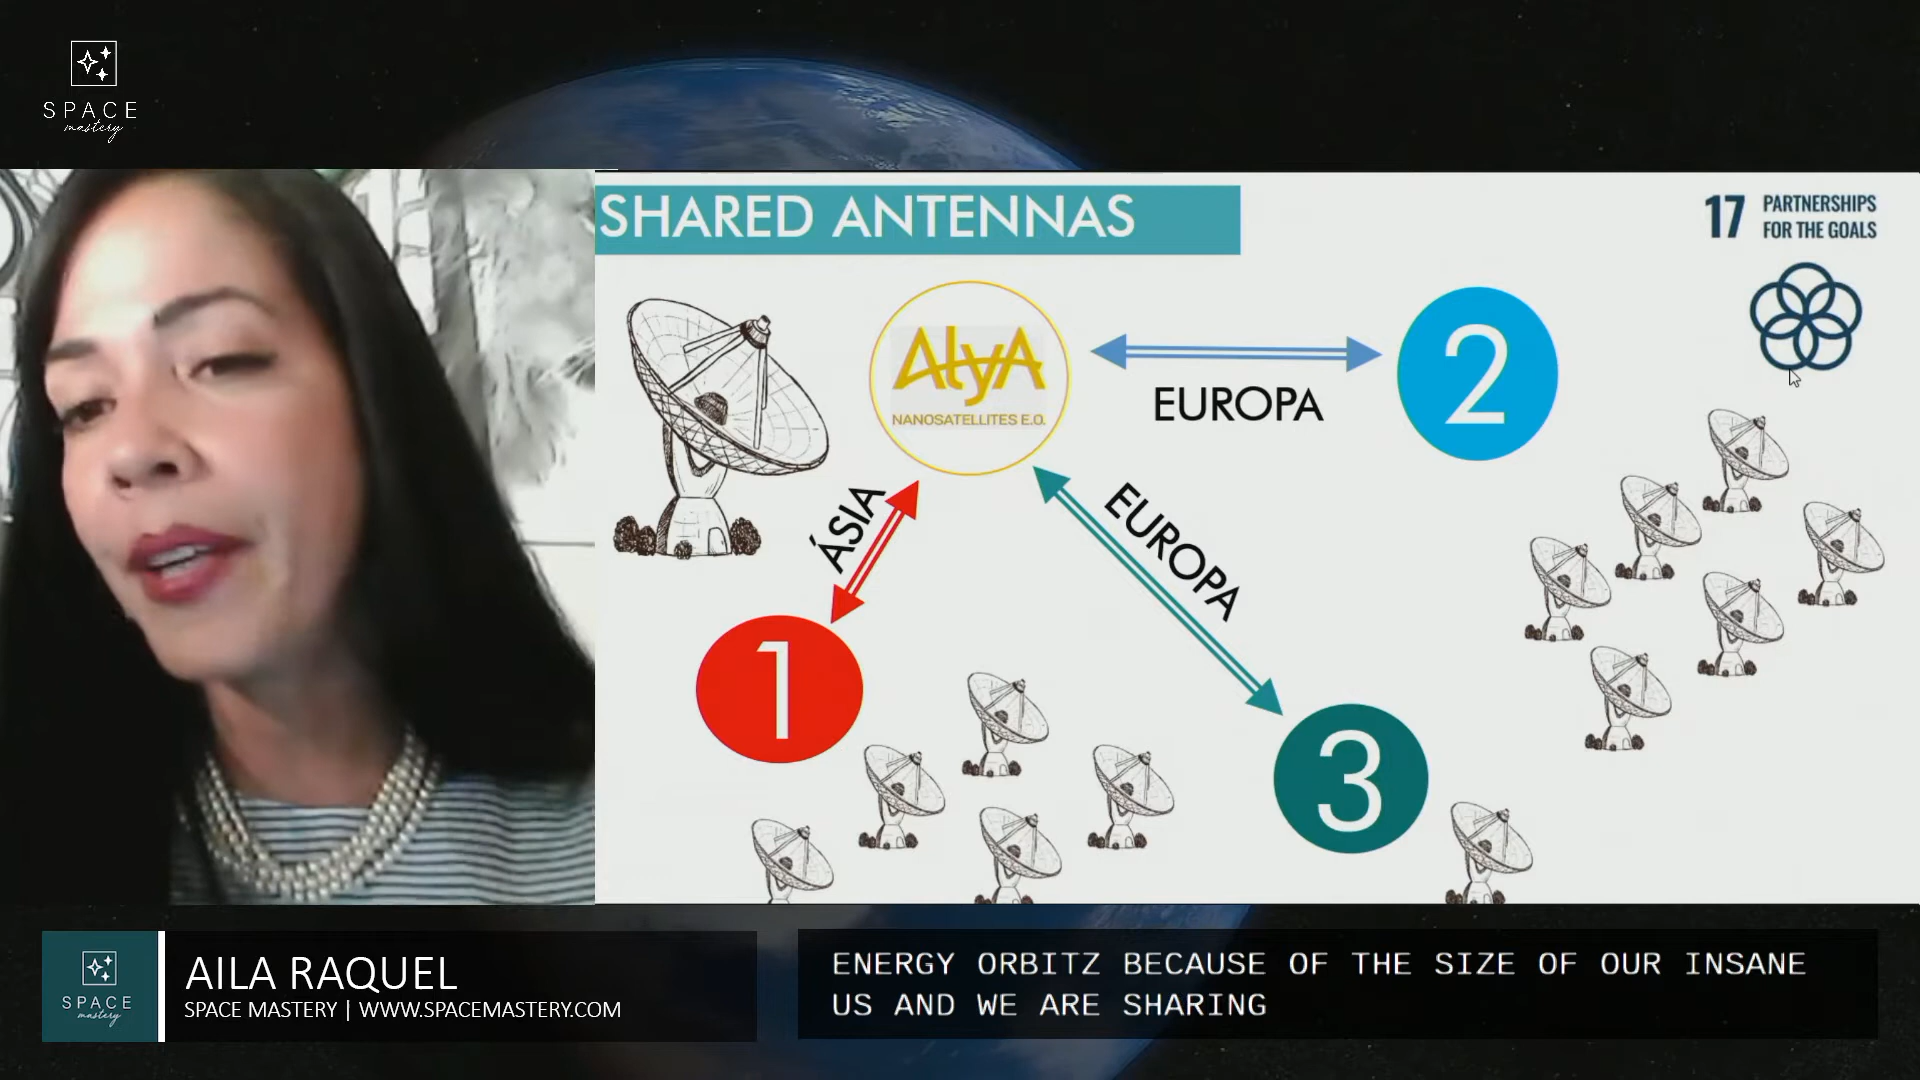 SPACE
mastery
SHARED ANTENNAS
17 PARTNERSHIPS
FOR THE GOALS
AlyA
NANOSATELLITES E.O.
EUROPA
2
ÁSIA
EUROPA
1
3
SPACE
mastery
AILA RAQUEL
SPACE MASTERY | WWW.SPACEMASTERY.COM
ENERGY ORBITZ BECAUSE OF THE SIZE OF OUR INSANE
US AND WE ARE SHARING